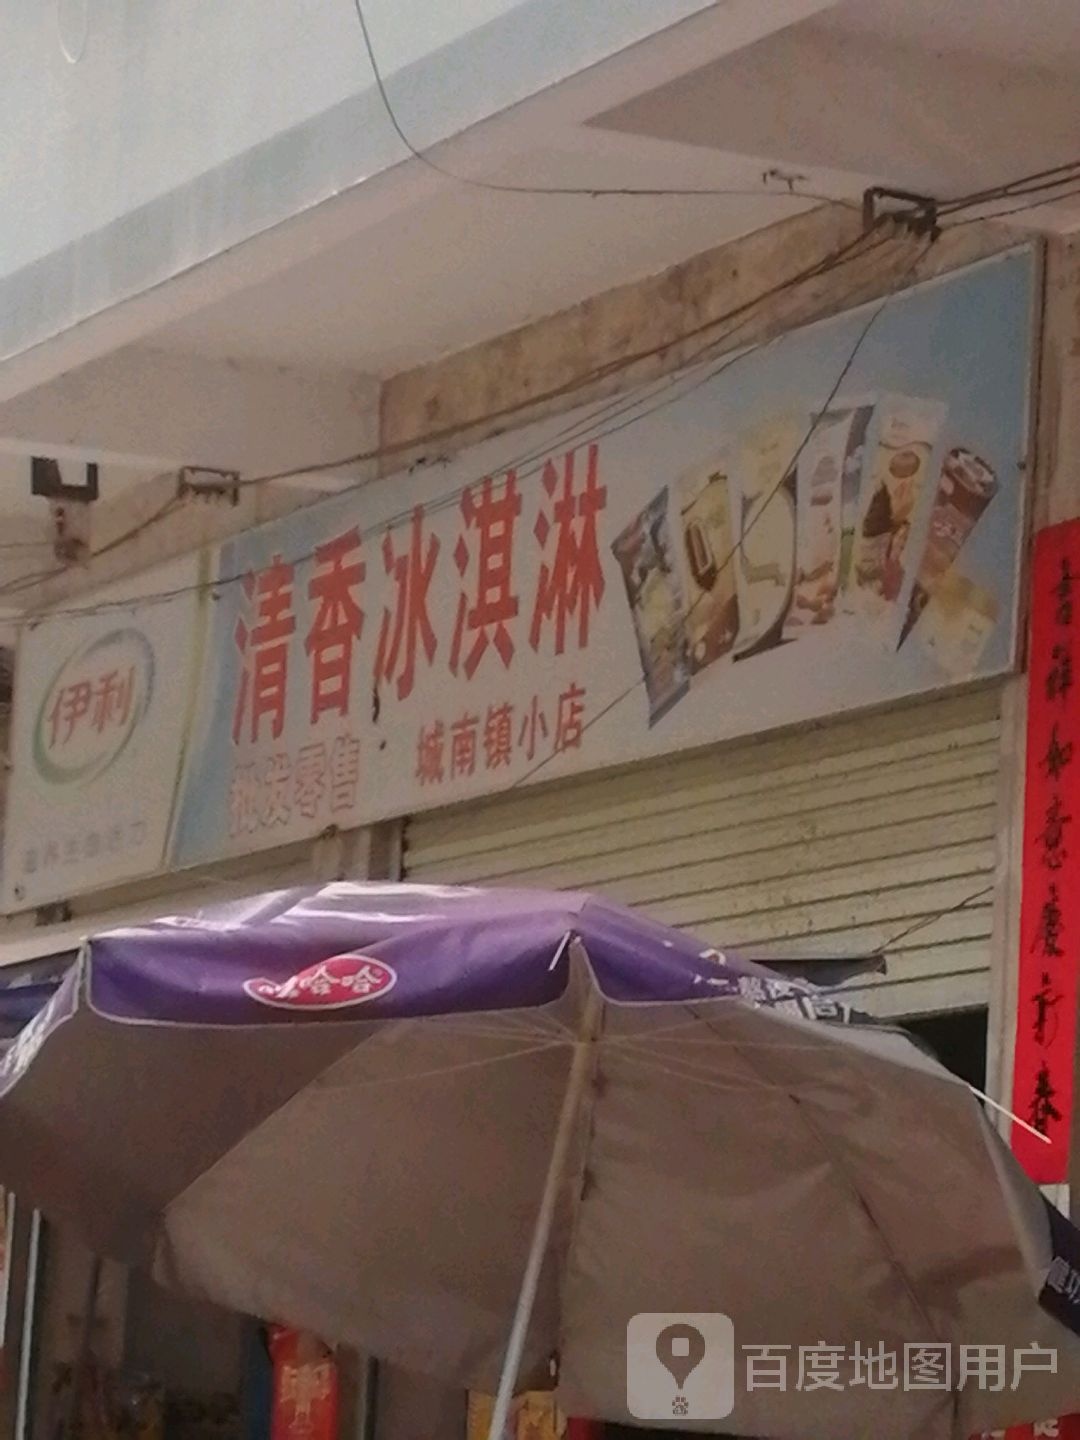 伊利
清香冰淇淋
批发零售
城南镇小店
哇哈哈
吉祥如意庆新春
百度地图用户